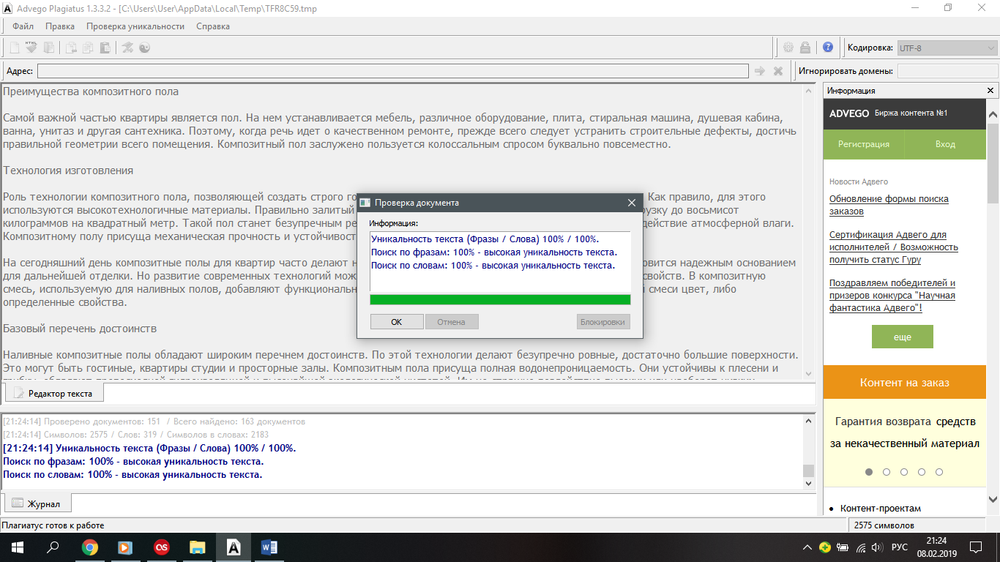 Advego Plagiatus 1.3.3.2 - [C:\Users\User\AppData\Local\Temp\TFR8C59.tmp
Файл Правка Проверка уникальности Справка
Кодировка: UTF-8
Адрес:
Игнорировать домены:
Преимущества композитного пола
Самой важной частью квартиры является пол. На нем устанавливается мебель, различное оборудование, плита, стиральная машина, душевая кабина,
ванна, унитаз и другая сантехника. Поэтому, когда речь идет о качественном ремонте, прежде всего следует устранить строительные дефекты, достичь
правильной геометрии всего помещения. Композитный пол заслужено пользуется колоссальным спросом буквально повсеместно.
Технология изготовления
Роль технологии композитного пола, позволяющей создать строго го Как правило, для этого
используются высокотехнологичные материалы. Правильно залитый рузку до восьмисот
килограммов на квадратный метр. Такой пол станет безупречным ре действие атмосферной влаги.
Композитному полу присуща механическая прочность и устойчивост
На сегодняшний день композитные полы для квартир часто делают н овится надежным основанием
для дальнейшей отделки. Но развитие современных технологий мож свойств. В композитную
смесь, используемую для наливных полов, добавляют функциональн й смеси цвет, либо
определенные свойства.
Базовый перечень достоинств
Наливные композитные полы обладают широким перечнем достоинств. По этой технологии делают безупречно ровные, достаточно большие поверхности.
Это могут быть гостиные, квартиры студии и просторные залы. Композитным пола присуща полная водонепроницаемость. Они устойчивы к плесени и
Проверка документа
Информация:
Уникальность текста (Фразы / Слова) 100% / 100%.
Поиск по фразам: 100% - высокая уникальность текста.
Поиск по словам: 100% - высокая уникальность текста.
OK Отмена Блокировки
Редактор текста
[21:24:14] Проверено документов: 151 / Всего найдено: 163 документов
[21:24:14] Символов: 2575 / Слов: 319 / Символов в словах: 2183
[21:24:14] Уникальность текста (Фразы / Слова) 100% / 100%.
Поиск по фразам: 100% - высокая уникальность текста.
Поиск по словам: 100% - высокая уникальность текста.
Журнал
Плагиатус готов к работе
2575 символов
Информация
ADVEGO Биржа контента №1
Регистрация Вход
Новости Адвего
Обновление формы поиска
заказов
Сертификация Адвего для
исполнителей / Возможность
получить статус Гуру
Поздравляем победителей и
призеров конкурса "Научная
фантастика Адвего"!
еще
Контент на заказ
Гарантия возврата средств
за некачественный материал
Контент-проектам
РУС
21:24
08.02.2019